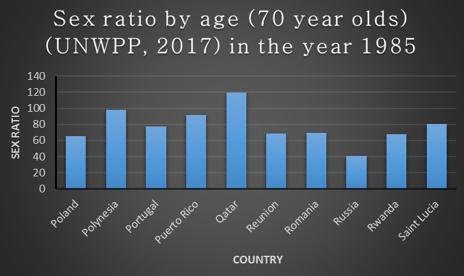 Sex ratio by age (70 year olds)
(UNWPP, 2017) in the year 1985
140
120
100
80
60
40
20
0
SEX RATIO
Poland
Polynesia
Portugal
Puerto Rico
Qatar
Reunion
Romania
Russia
Rwanda
Saint Lucia
COUNTRY